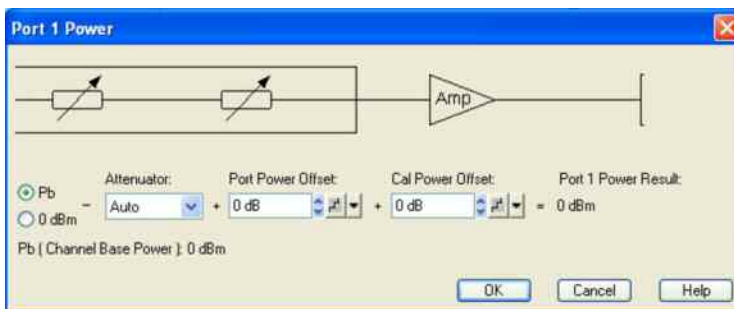 Port 1 Power
Amp
Attenuator: Port Power Offset: Cal Power Offset: Port 1 Power Result:
Pb
0 dBm
- Auto + 0 dB + 0 dB = 0 dBm
Pb ( Channel Base Power ): 0 dBm
OK Cancel Help